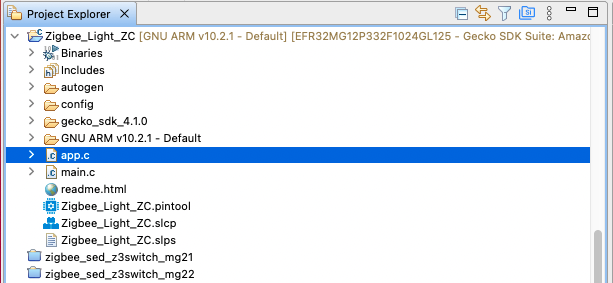 Project Explorer
Zigbee_Light_ZC [GNU ARM v10.2.1 - Default] [EFR32MG12P332F1024GL125 - Gecko SDK Suite: Amazo
Binaries
Includes
autogen
config
gecko_sdk_4.1.0
GNU ARM v10.2.1 - Default
app.c
main.c
readme.html
Zigbee_Light_ZC.pintool
Zigbee_Light_ZC.slcp
Zigbee_Light_ZC.slps
zigbee_sed_z3switch_mg21
zigbee_sed_z3switch_mg22